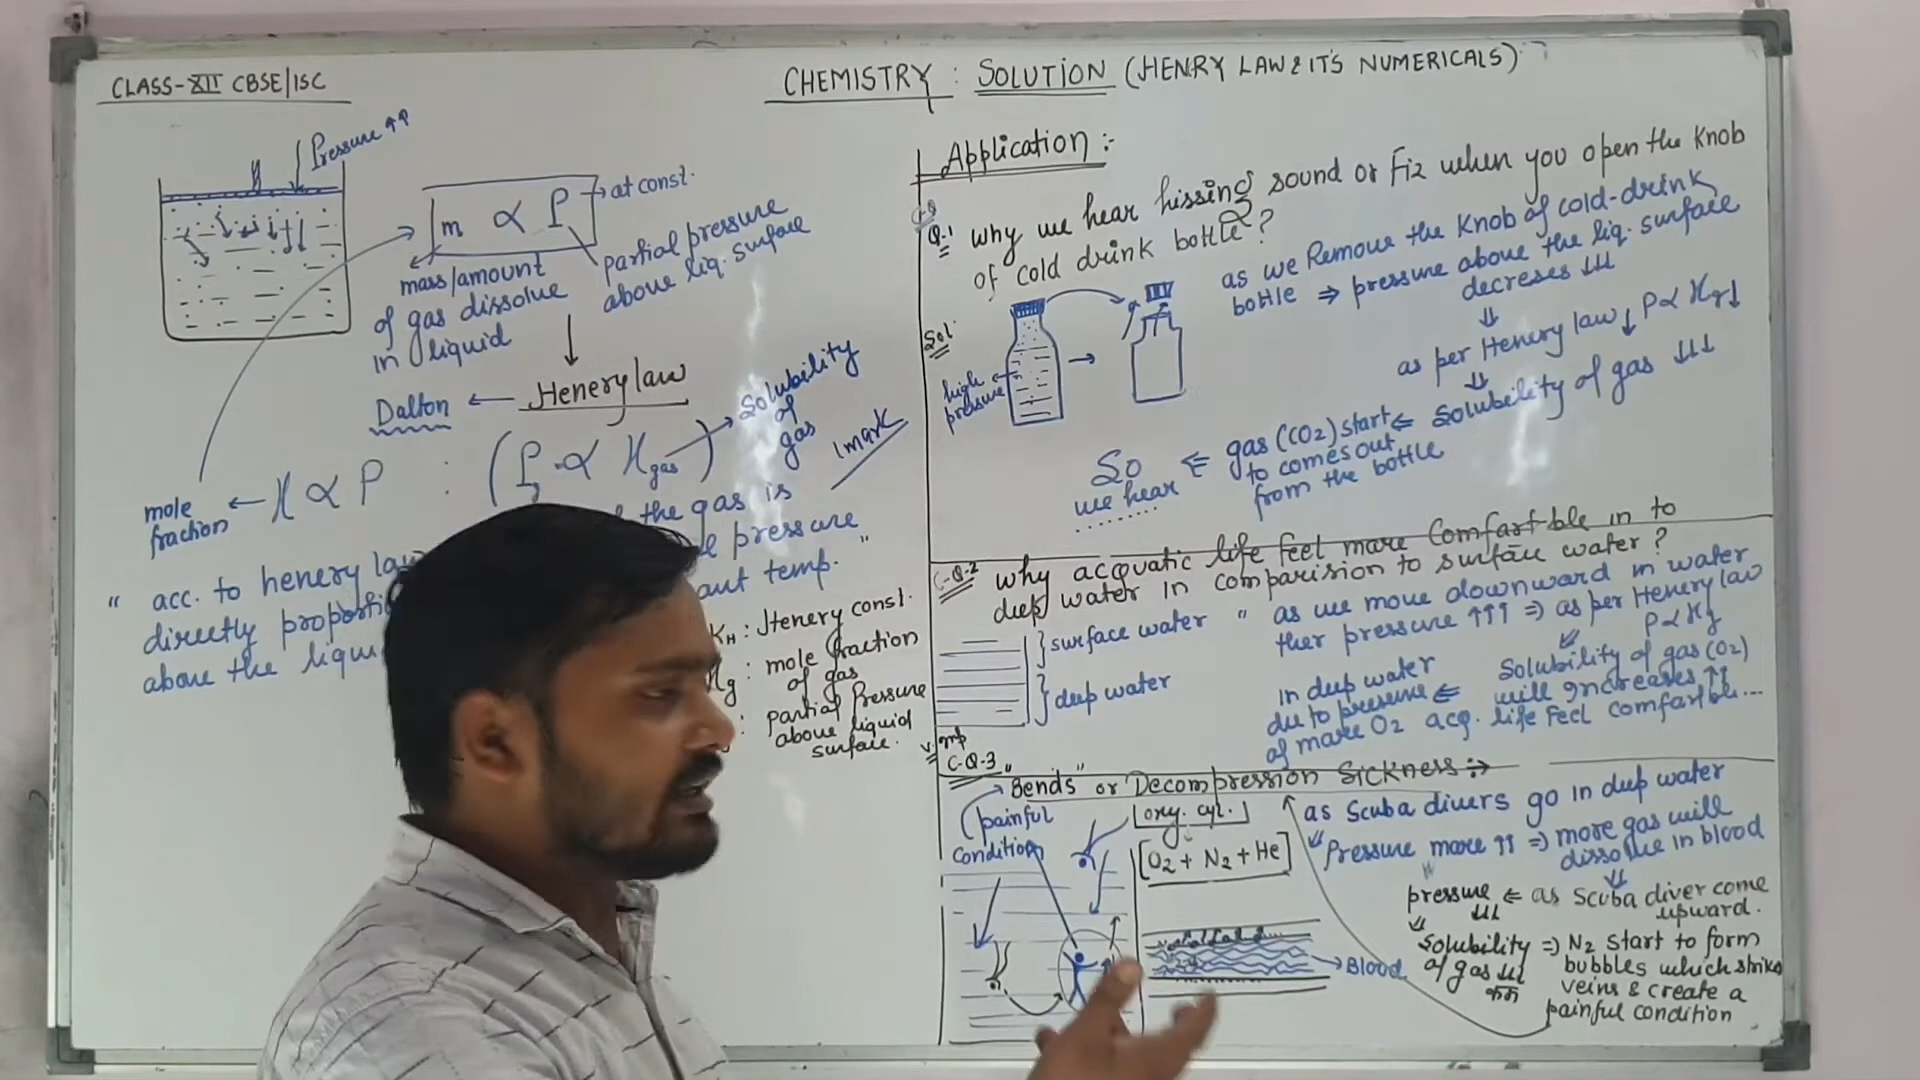 CLASS-XII CBSE/ISC
CHEMISTRY : SOLUTION (HENRY LAW & IT'S NUMERICALS)
Pressure ↑↑
m ∝ P
at const.
mass/amount
of gas dissolve
in liquid
partial pressure
above liq. surface
Dalton ← Henery law
Solubility
of
gas
1 mark
mole
fraction ← X ∝ P : (P ∝ Xgas)
the gas is
" acc. to henery law
pressure
directly proporti
temp. "
above the liqui
KH : Henery const.
Xg : mole fraction
of gas
: partial pressure
above liquid
surface.
Application :-
Q-1 why we hear hissing sound or Fiz when you open the Knob
of cold drink bottle ?
Sol.
high
pressure
as we Remove the Knob of cold-drink
bottle ⇒ pressure above the liq. surface
decreses ↓↓↓
⇓
as per Henery law ↓ P ∝ Xg ↓
⇓
Solubility of gas ↓↓↓
⇐ gas (CO2) start
to comes out
from the bottle
So ⇐
we hear ......
C-Q-2 why acquatic life feel more Comfartble in to
deep water in comparision to surface water ?
surface water
deep water
" as we move downward in water
ther pressure ↑↑↑ ⇒ as per Henery law
P ∝ Xg
Solubility of gas (O2)
will increases ↑↑
in deep water
due to presense ⇐
of more O2 acq. life feel comfartbl...
v. imp
C-Q-3 "Bends" or Decompression Sickness :→
(painful
Condition
oxy. cyl.
[O2 + N2 + He]
Blood
as Scuba divers go in deep water
⇓ Pressure more ↑↑ ⇒ more gas will
dissolve in blood
⇓
pressure ⇐ as Scuba diver come
↓↓↓ upward.
⇓
Solubility ⇒ N2 start to form
of gas ↓↓↓ bubbles which
कम veins & create a
painful condition